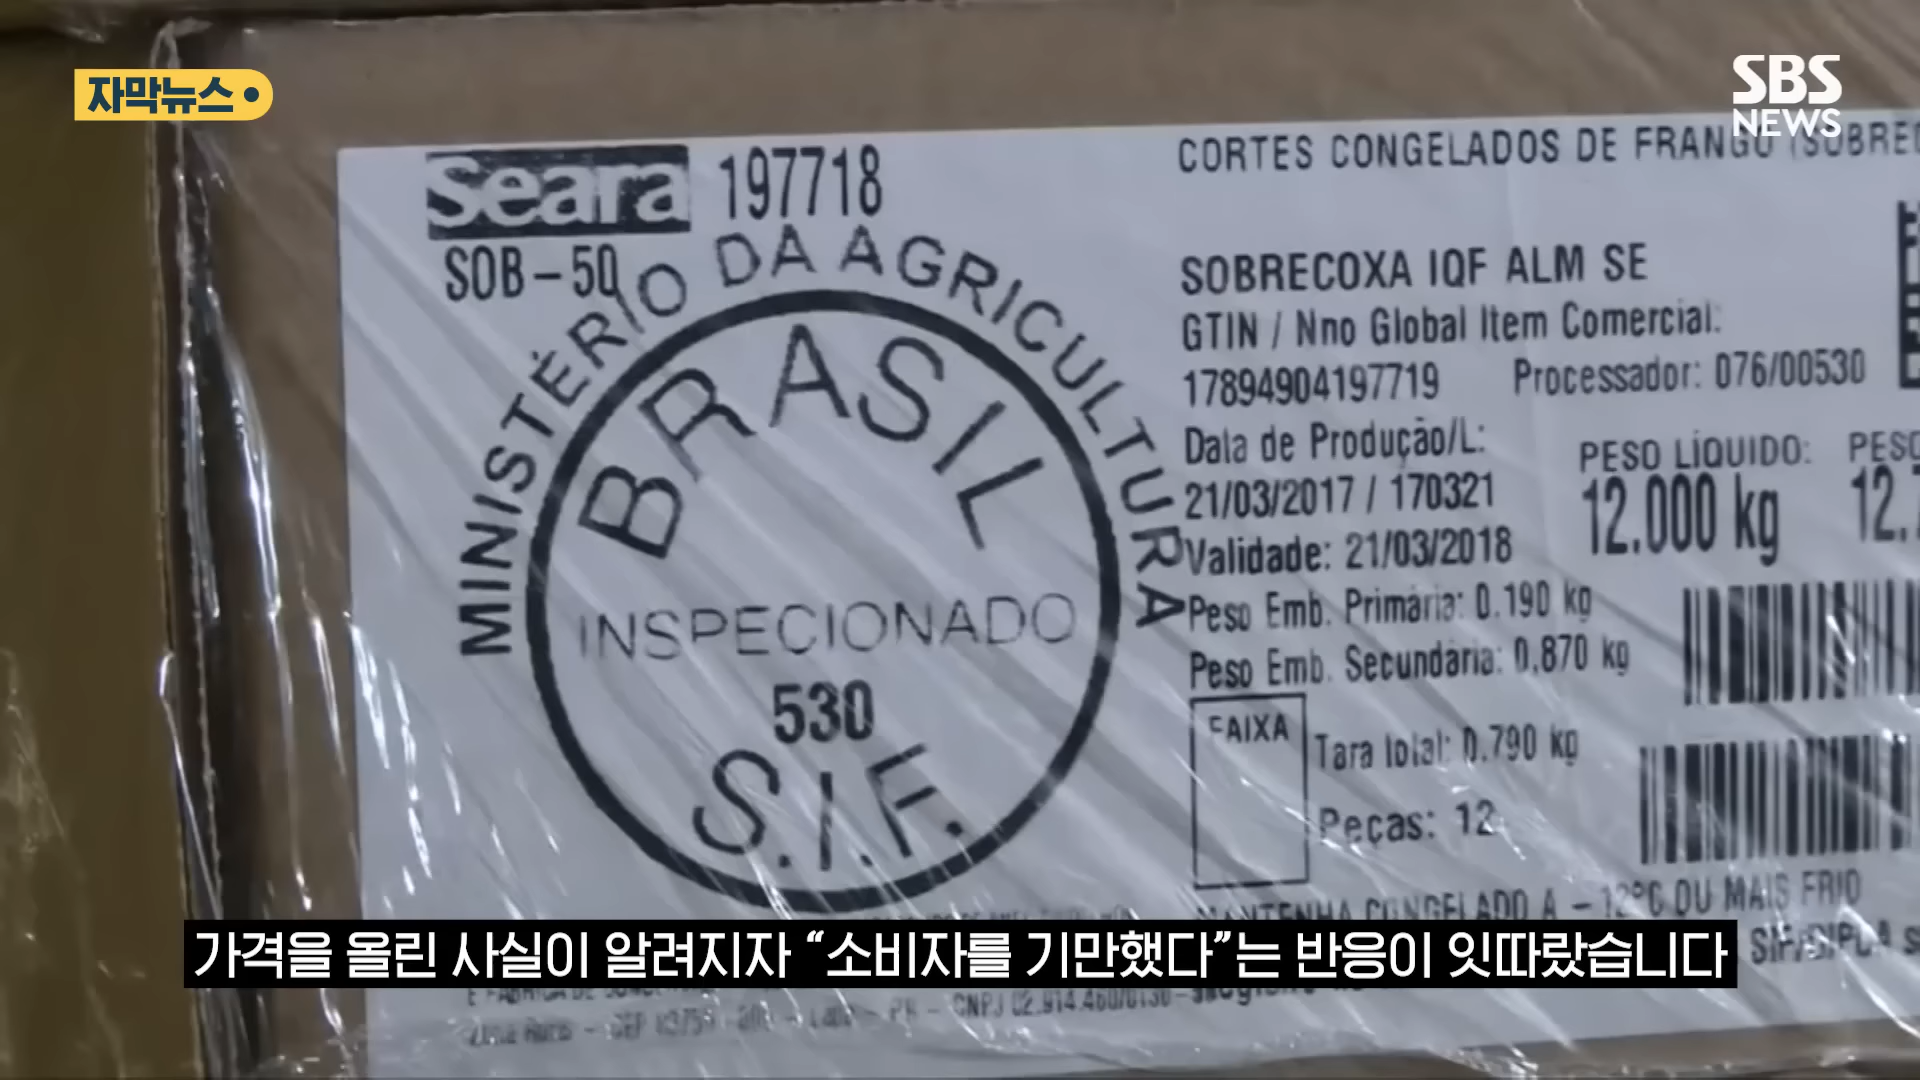 자막뉴스
SBS
NEWS
Seara 197718
SOB-50
MINISTÉRIO DA AGRICULTURA
BRASIL
INSPECIONADO
530
S.I.F.
CORTES CONGELADOS DE FRANGO
SOBRECOXA IQF ALM SE
GTIN / Nno Global Item Comercial:
17894904197719 Processador: 076/00530
Data de Produção/L:
21/03/2017 / 170321
Validade: 21/03/2018
PESO LÍQUIDO:
12.000 kg
Peso Emb. Primária: 0.190 kg
Peso Emb. Secundária: 0.870 kg
FAIXA
Tara total: 0.790 kg
Peças: 12
MANTENHA CONGELADO A -12ºC OU MAIS FRIO
가격을 올린 사실이 알려지자 “소비자를 기만했다”는 반응이 잇따랐습니다